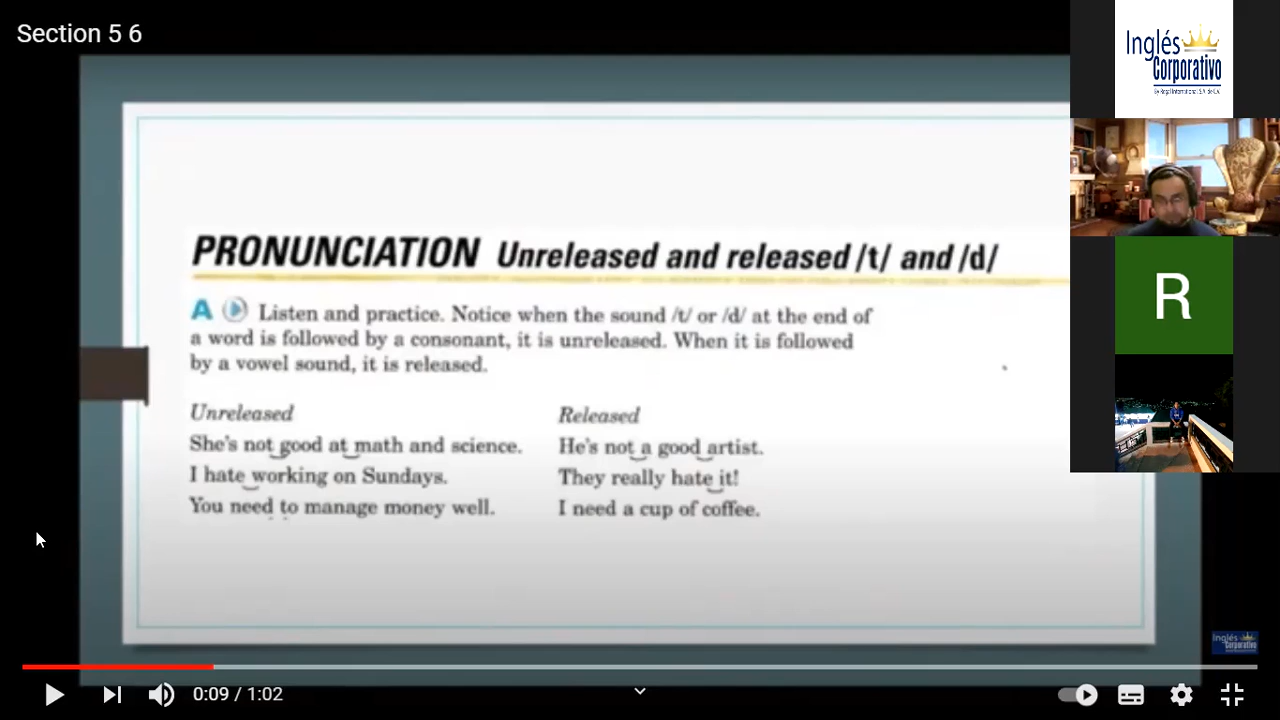 Section 5 6
Inglés
Corporativo
PRONUNCIATION Unreleased and released /t/ and /d/
A Listen and practice. Notice when the sound /t/ or /d/ at the end of
a word is followed by a consonant, it is unreleased. When it is followed
by a vowel sound, it is released.
Unreleased
She's not good at math and science.
I hate working on Sundays.
You need to manage money well.
Released
He's not a good artist.
They really hate it!
I need a cup of coffee.
R
Inglés
Corporativo
0:09 / 1:02